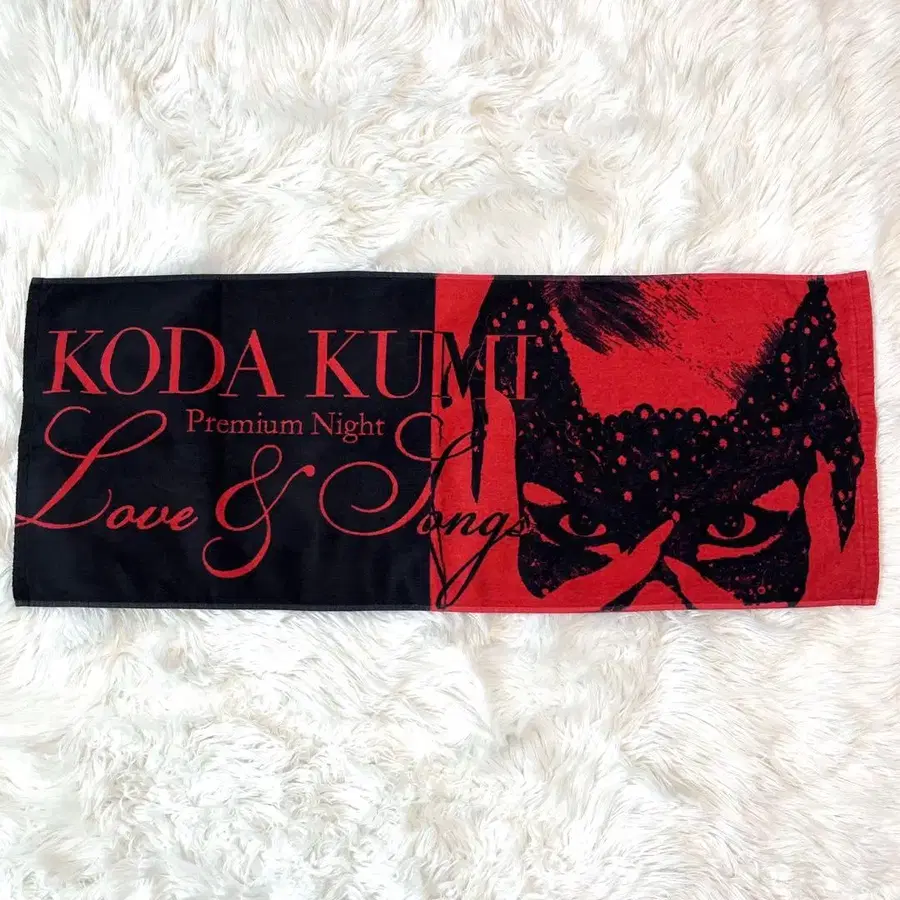 KODA KUMI
Premium Night
Love & Songs